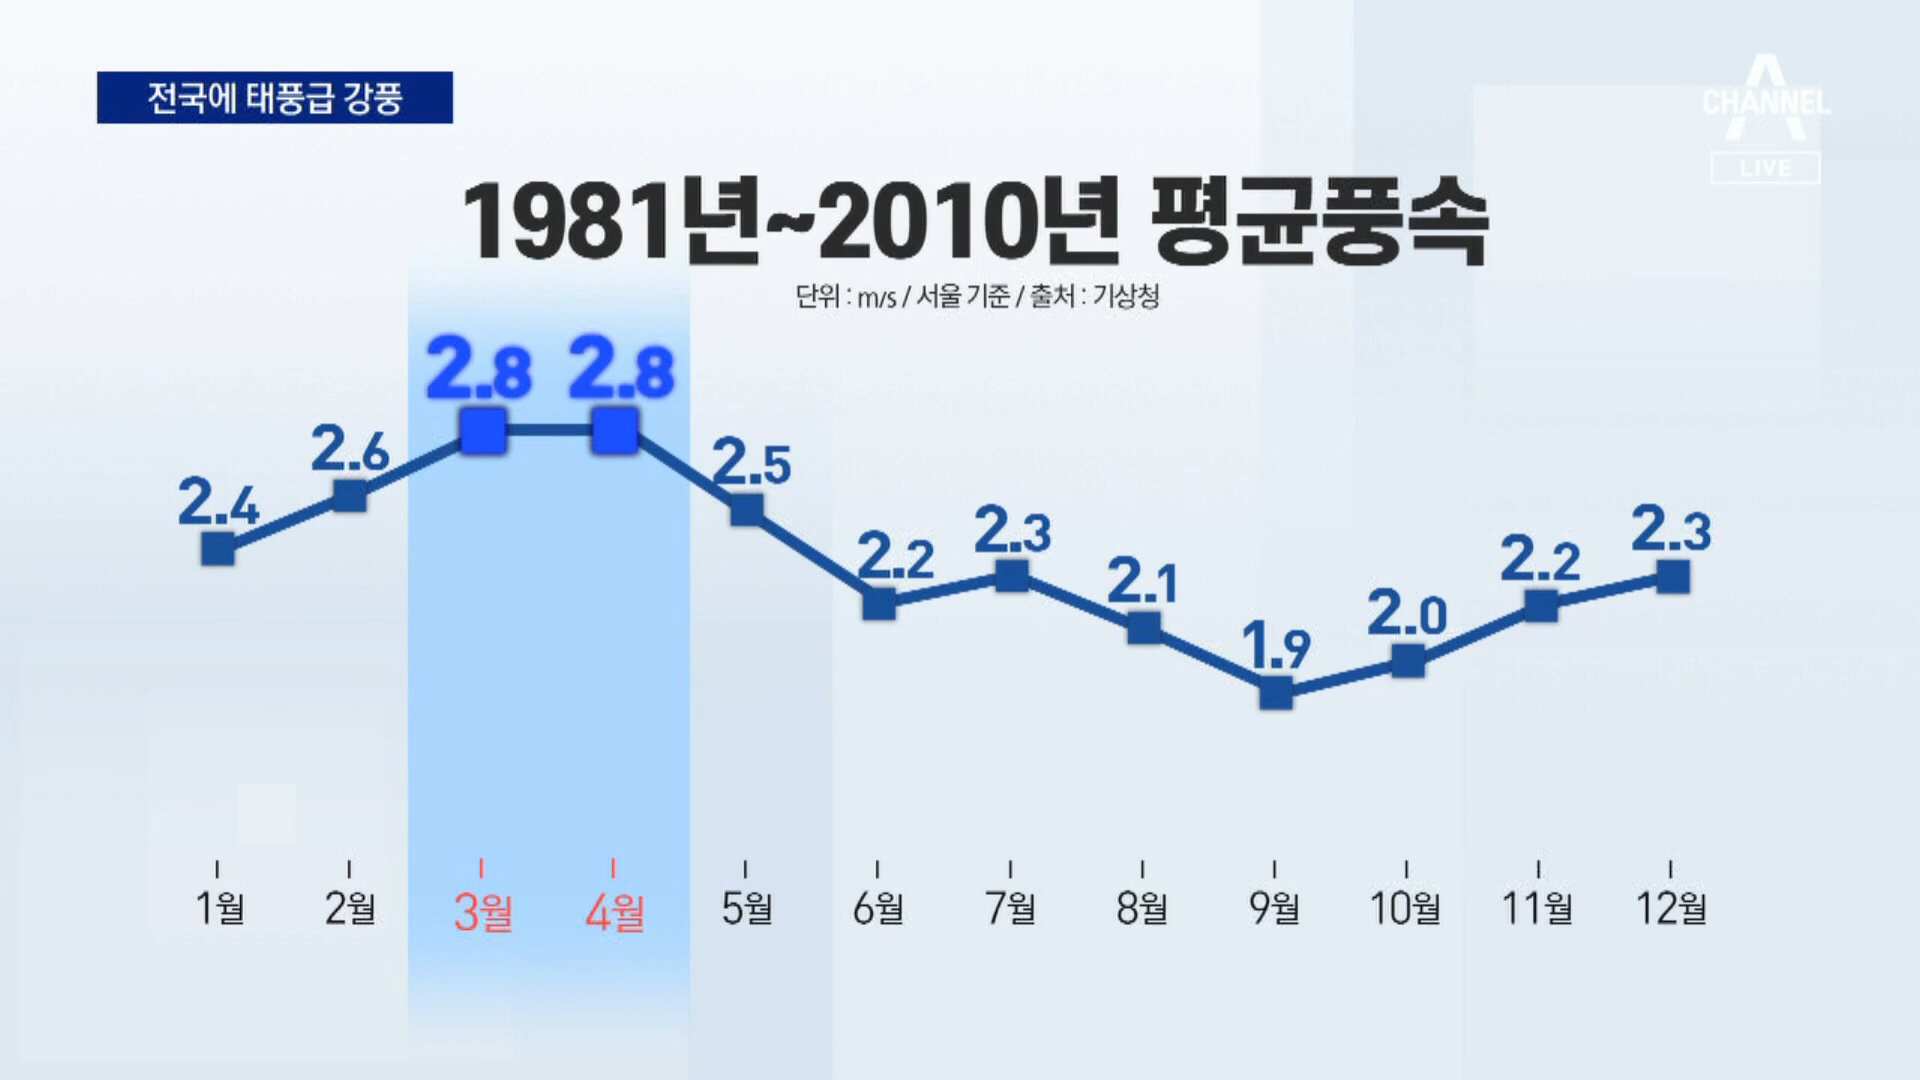 전국에 태풍급 강풍
CHANNEL A
LIVE
1981년~2010년 평균풍속
단위 : m/s / 서울 기준 / 출처 : 기상청
2.4 2.6 2.8 2.8 2.5 2.2 2.3 2.1 1.9 2.0 2.2 2.3
1월 2월 3월 4월 5월 6월 7월 8월 9월 10월 11월 12월